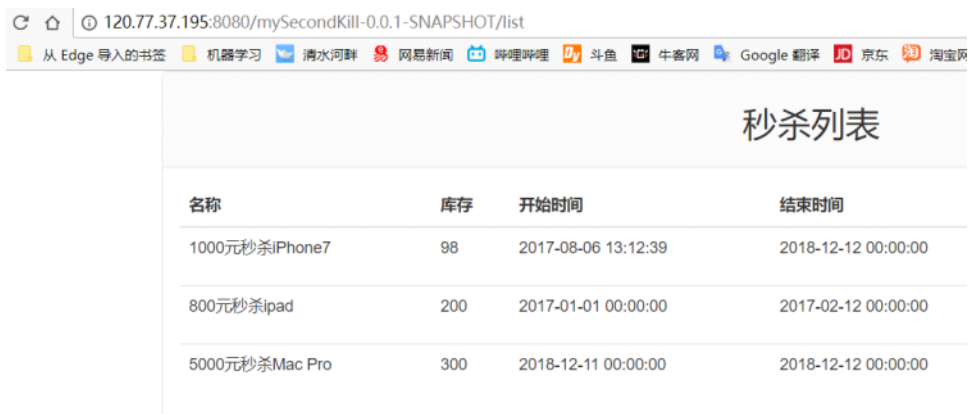 120.77.37.195:8080/mySecondKill-0.0.1-SNAPSHOT/list
从 Edge 导入的书签 机器学习 清水河畔 易 网易新闻 哔哩哔哩 Dy 斗鱼 牛客网 Google 翻译 JD 京东 淘 淘宝网
秒杀列表
名称 库存 开始时间 结束时间
1000元秒杀iPhone7 98 2017-08-06 13:12:39 2018-12-12 00:00:00
800元秒杀ipad 200 2017-01-01 00:00:00 2017-02-12 00:00:00
5000元秒杀Mac Pro 300 2018-12-11 00:00:00 2018-12-12 00:00:00